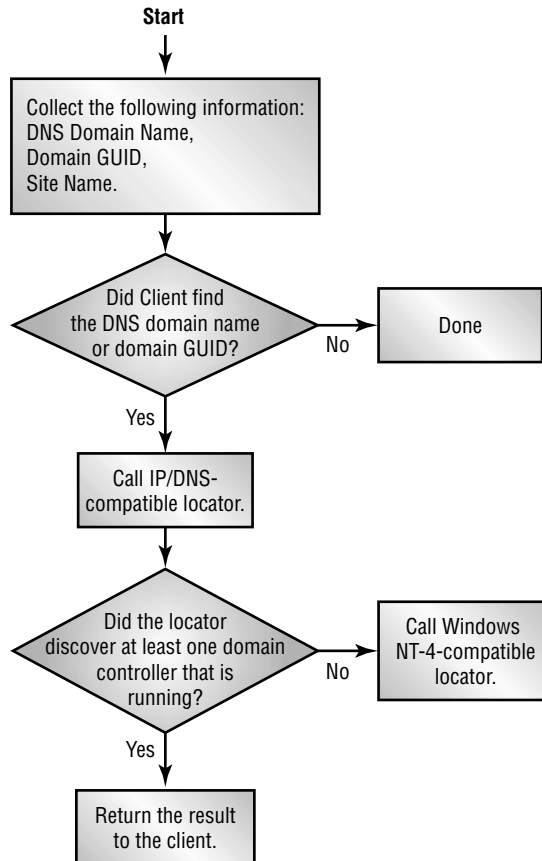 Start
Collect the following information:
DNS Domain Name,
Domain GUID,
Site Name.
Did Client find
the DNS domain name
or domain GUID?
No
Done
Yes
Call IP/DNS-
compatible locator.
Did the locator
discover at least one domain
controller that is
running?
No
Call Windows
NT-4-compatible
locator.
Yes
Return the result
to the client.